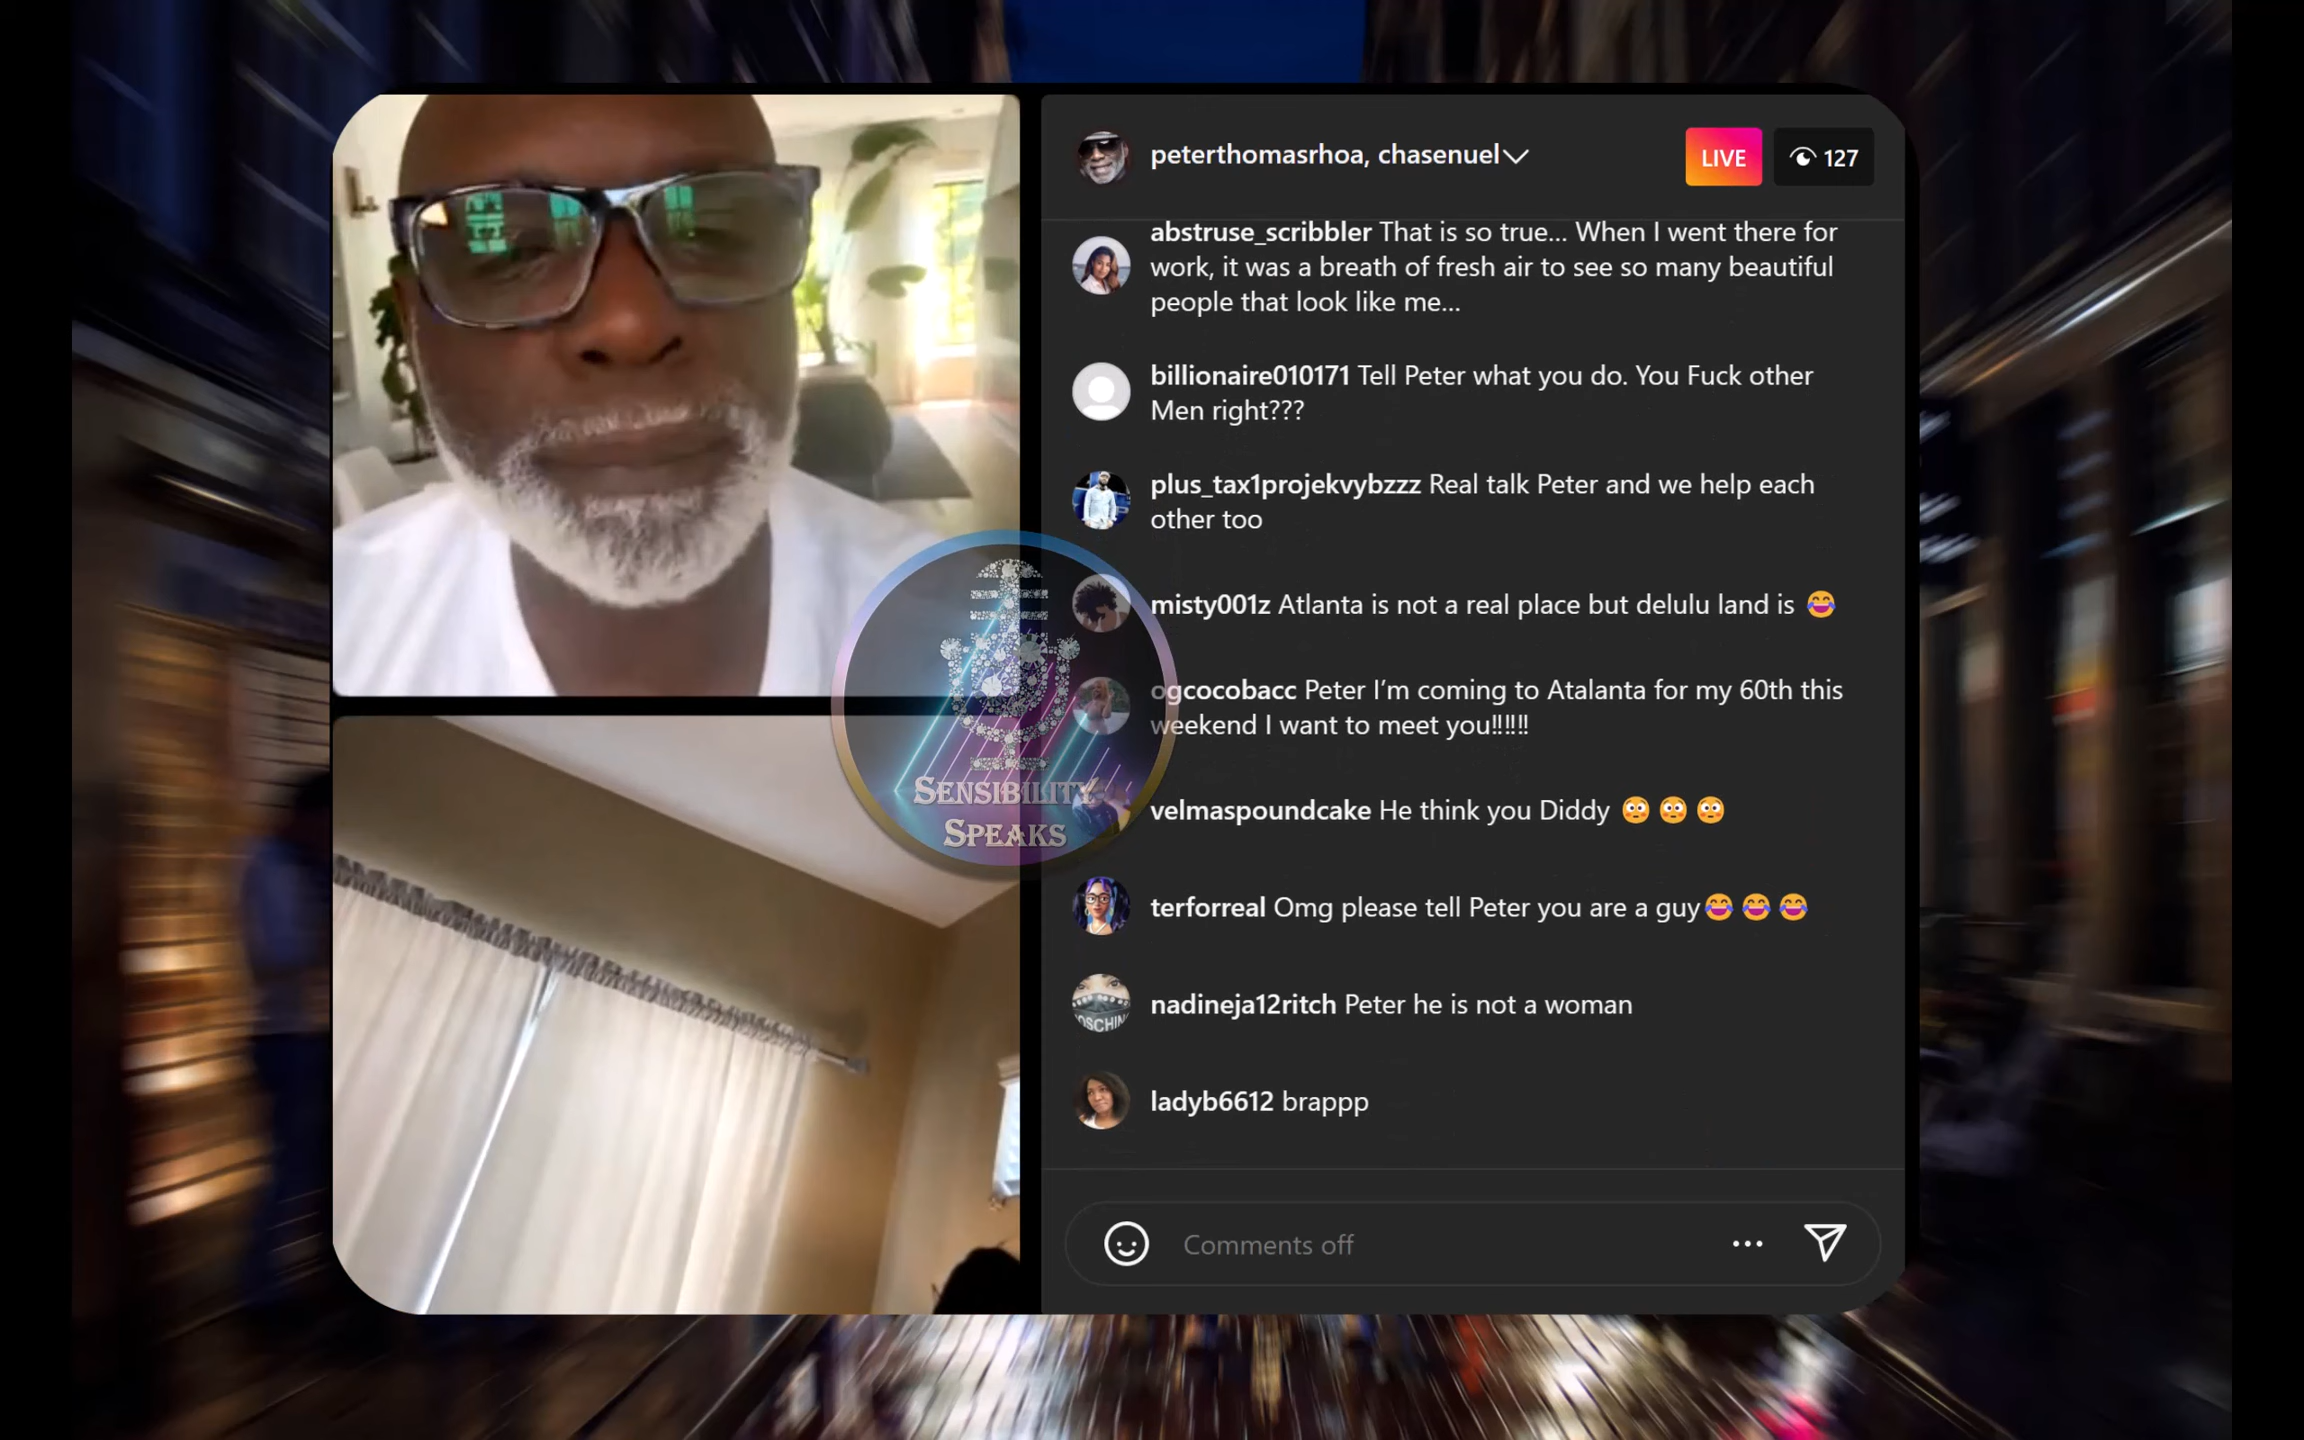 peterthomasrhoa, chasenuel
LIVE
127
abstruse_scribbler That is so true... When I went there for
work, it was a breath of fresh air to see so many beautiful
people that look like me...
billionaire010171 Tell Peter what you do. You Fuck other
Men right???
plus_tax1projekvybzzz Real talk Peter and we help each
other too
misty001z Atlanta is not a real place but delulu land is 😂
ogcocobacc Peter I'm coming to Atalanta for my 60th this
weekend I want to meet you!!!!!!
velmaspoundcake He think you Diddy 😳 😳 😳
terforreal Omg please tell Peter you are a guy😂 😂 😂
nadineja12ritch Peter he is not a woman
OSCHIN
ladyb6612 brappp
Comments off
SENSIBILITY
SPEAKS